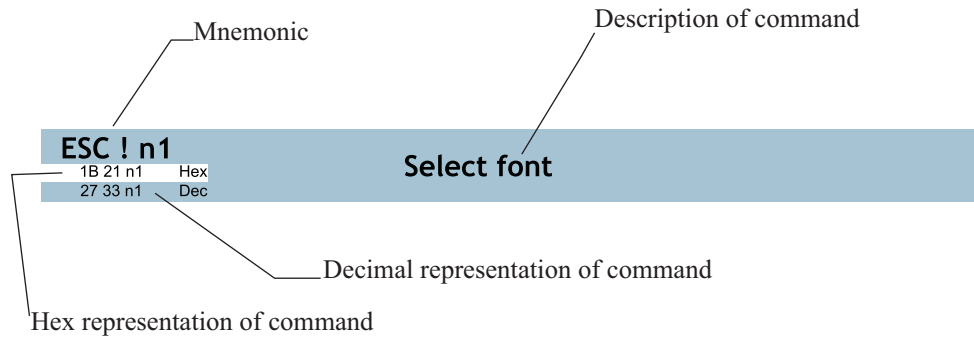 Description of command
Mnemonic
ESC ! n1
Select font
1B 21 n1 Hex
27 33 n1 Dec
Decimal representation of command
Hex representation of command